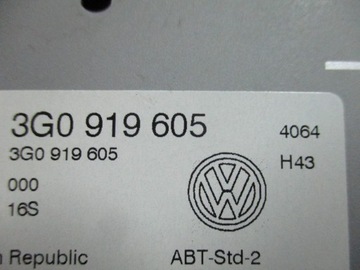 3G0 919 605 4064
3G0 919 605 H43
000
16S
Republic ABT-Std-2